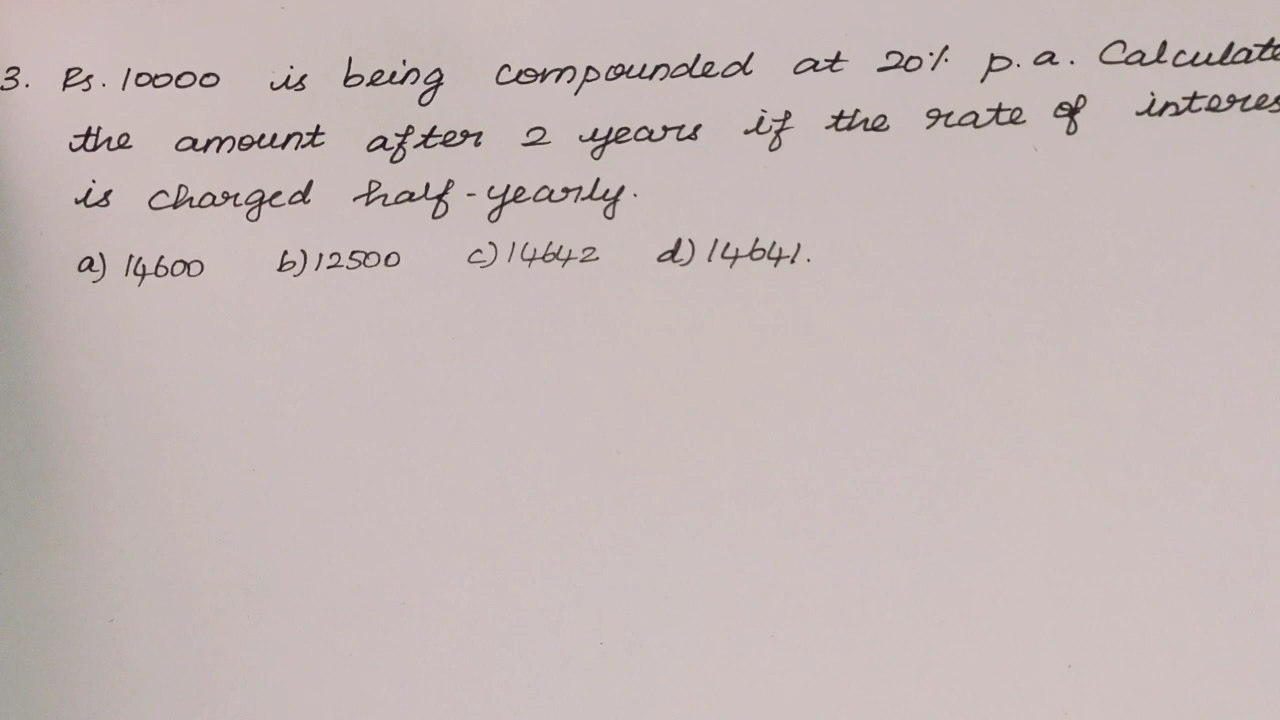 3. Rs. 10000 is being compounded at 20% p.a. Calculate
the amount after 2 years if the rate of interes
is charged half-yearly.
a) 14600 b) 12500 c) 14642 d) 14641.